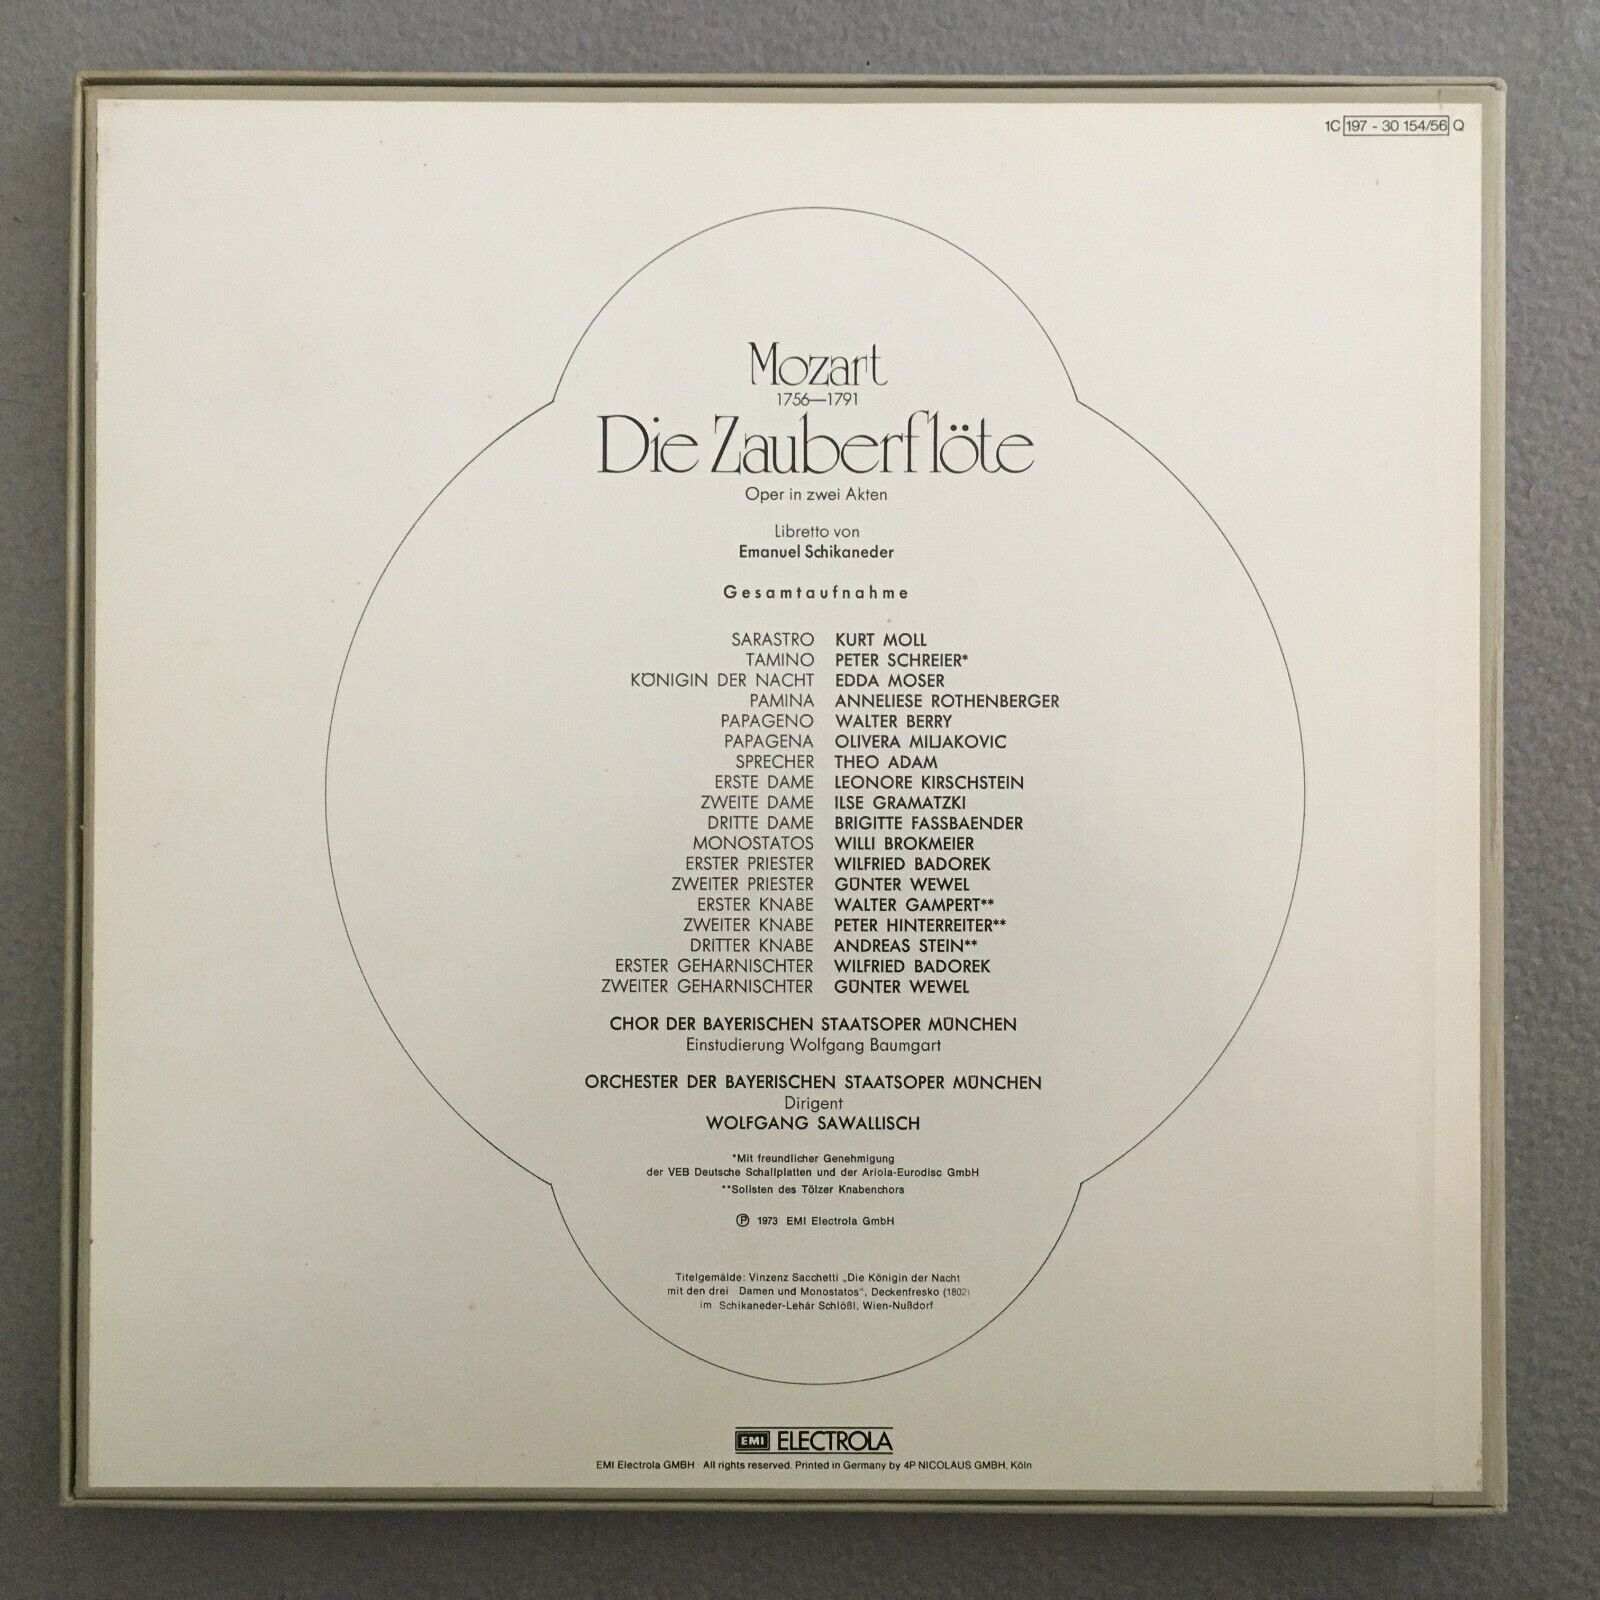 1C 197 - 30 154/56 Q
Mozart
1756—1791
Die Zauberflöte
Oper in zwei Akten
Libretto von
Emanuel Schikaneder
Gesamtaufnahme
SARASTRO KURT MOLL
TAMINO PETER SCHREIER*
KÖNIGIN DER NACHT EDDA MOSER
PAMINA ANNELIESE ROTHENBERGER
PAPAGENO WALTER BERRY
PAPAGENA OLIVERA MILJAKOVIC
SPRECHER THEO ADAM
ERSTE DAME LEONORE KIRSCHSTEIN
ZWEITE DAME ILSE GRAMATZKI
DRITTE DAME BRIGITTE FASSBAENDER
MONOSTATOS WILLI BROKMEIER
ERSTER PRIESTER WILFRIED BADOREK
ZWEITER PRIESTER GÜNTER WEWEL
ERSTER KNABE WALTER GAMPERT**
ZWEITER KNABE PETER HINTERREITER**
DRITTER KNABE ANDREAS STEIN**
ERSTER GEHARNISCHTER WILFRIED BADOREK
ZWEITER GEHARNISCHTER GÜNTER WEWEL
CHOR DER BAYERISCHEN STAATSOPER MÜNCHEN
Einstudierung Wolfgang Baumgart
ORCHESTER DER BAYERISCHEN STAATSOPER MÜNCHEN
Dirigent
WOLFGANG SAWALLISCH
*Mit freundlicher Genehmigung
der VEB Deutsche Schallplatten und der Ariola-Eurodisc GmbH
**Solisten des Tölzer Knabenchors
℗ 1973 EMI Electrola GmbH
Titelgemälde: Vinzenz Sacchetti „Die Königin der Nacht
mit den drei Damen und Monostatos", Deckenfresko (1802)
im Schikaneder-Lehár Schlößl, Wien-Nußdorf
EMI ELECTROLA
EMI Electrola GMBH · All rights reserved. Printed in Germany by 4P NICOLAUS GMBH, Köln